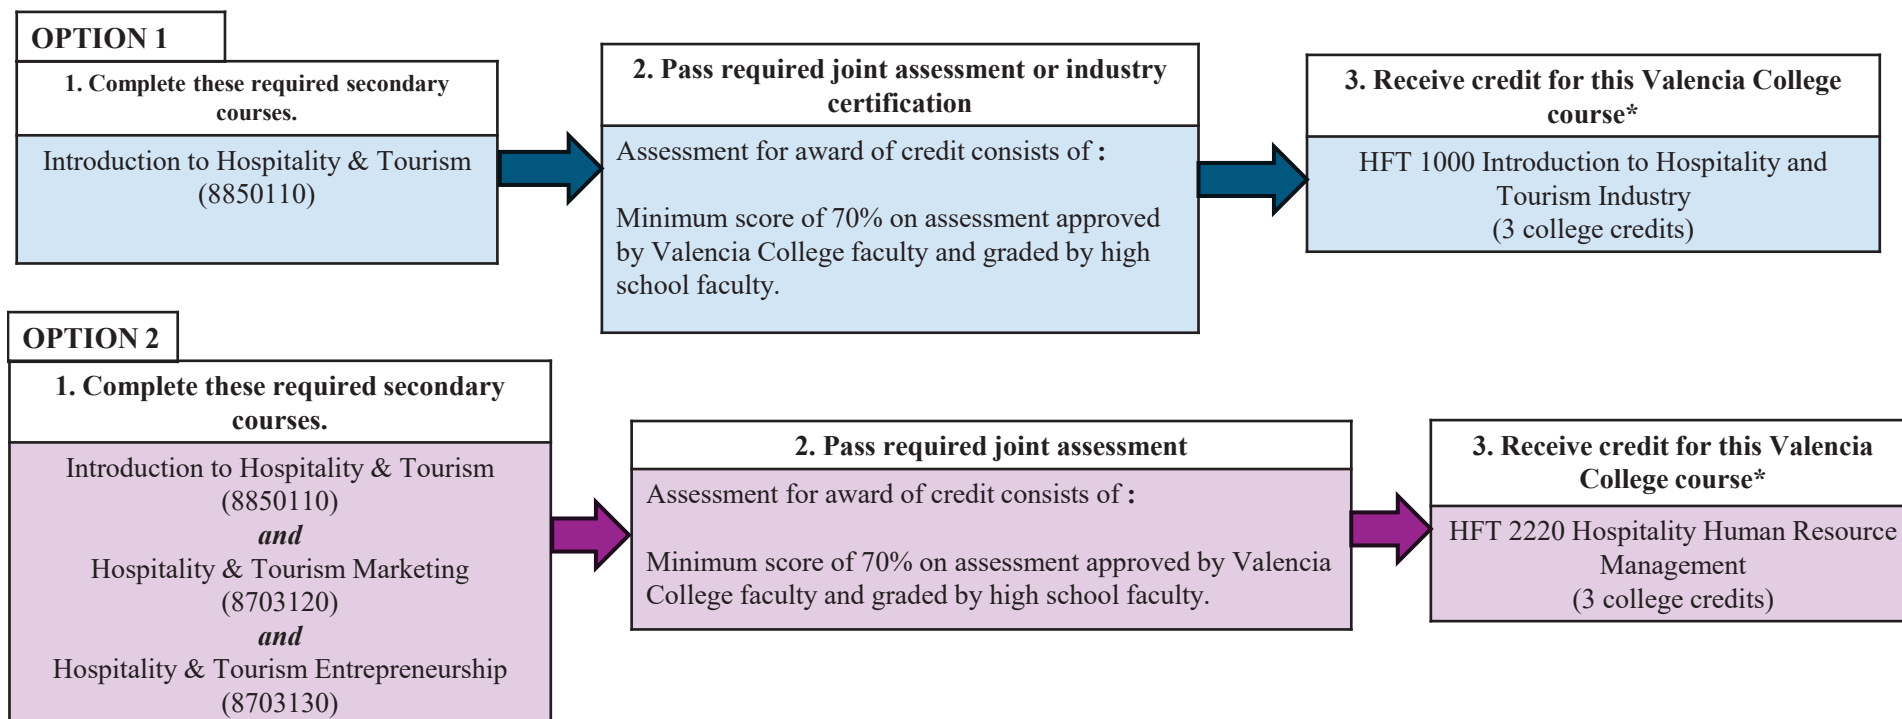 OPTION 1
1. Complete these required secondary
courses.
Introduction to Hospitality & Tourism
(8850110)
2. Pass required joint assessment or industry
certification
Assessment for award of credit consists of :
Minimum score of 70% on assessment approved
by Valencia College faculty and graded by high
school faculty.
3. Receive credit for this Valencia College
course*
HFT 1000 Introduction to Hospitality and
Tourism Industry
(3 college credits)
OPTION 2
1. Complete these required secondary
courses.
Introduction to Hospitality & Tourism
(8850110)
and
Hospitality & Tourism Marketing
(8703120)
and
Hospitality & Tourism Entrepreneurship
(8703130)
2. Pass required joint assessment
Assessment for award of credit consists of :
Minimum score of 70% on assessment approved by Valencia
College faculty and graded by high school faculty.
3. Receive credit for this Valencia
College course*
HFT 2220 Hospitality Human Resource
Management
(3 college credits)